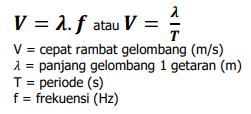 V = λ. f atau V = λ/T
V = cepat rambat gelombang (m/s)
λ = panjang gelombang 1 getaran (m)
T = periode (s)
f = frekuensi (Hz)